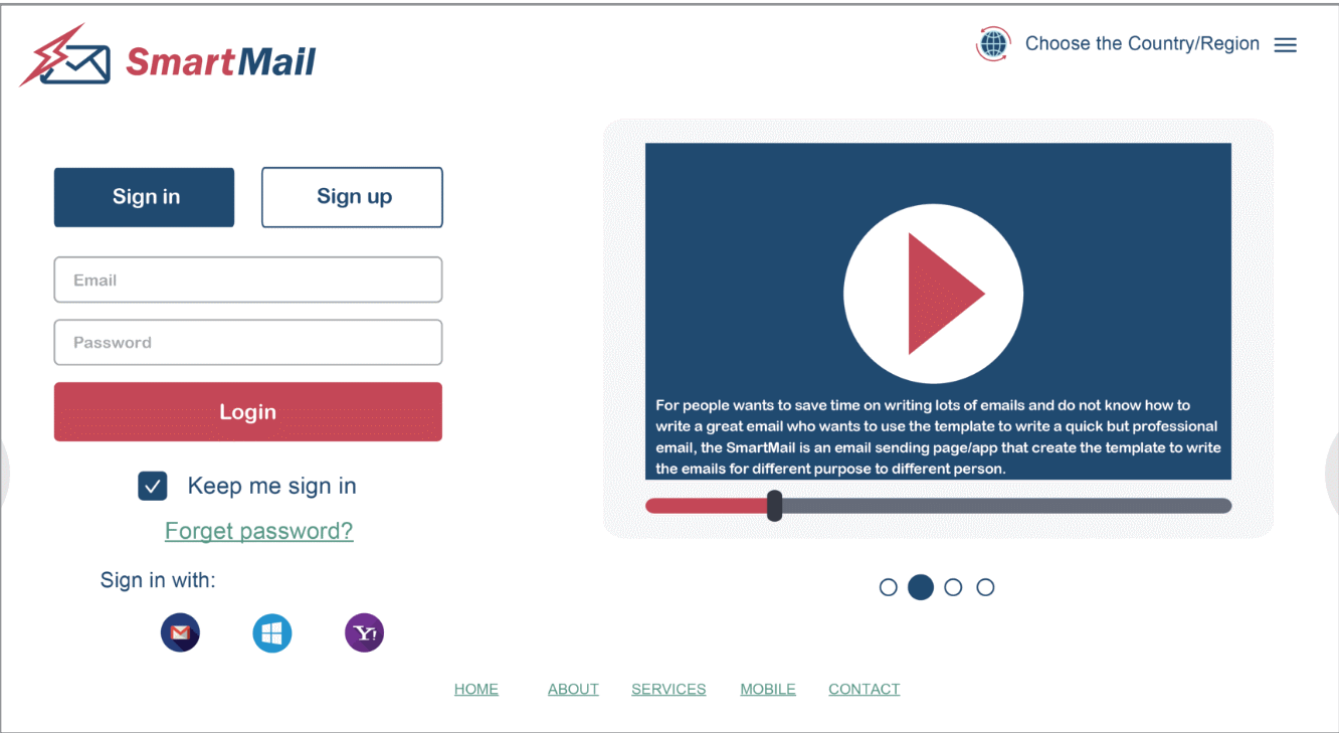 SmartMail
Choose the Country/Region
Sign in
Sign up
Email
Password
Login
Keep me sign in
Forget password?
Sign in with:
For people wants to save time on writing lots of emails and do not know how to
write a great email who wants to use the template to write a quick but professional
email, the SmartMail is an email sending page/app that create the template to write
the emails for different purpose to different person.
HOME
ABOUT
SERVICES
MOBILE
CONTACT